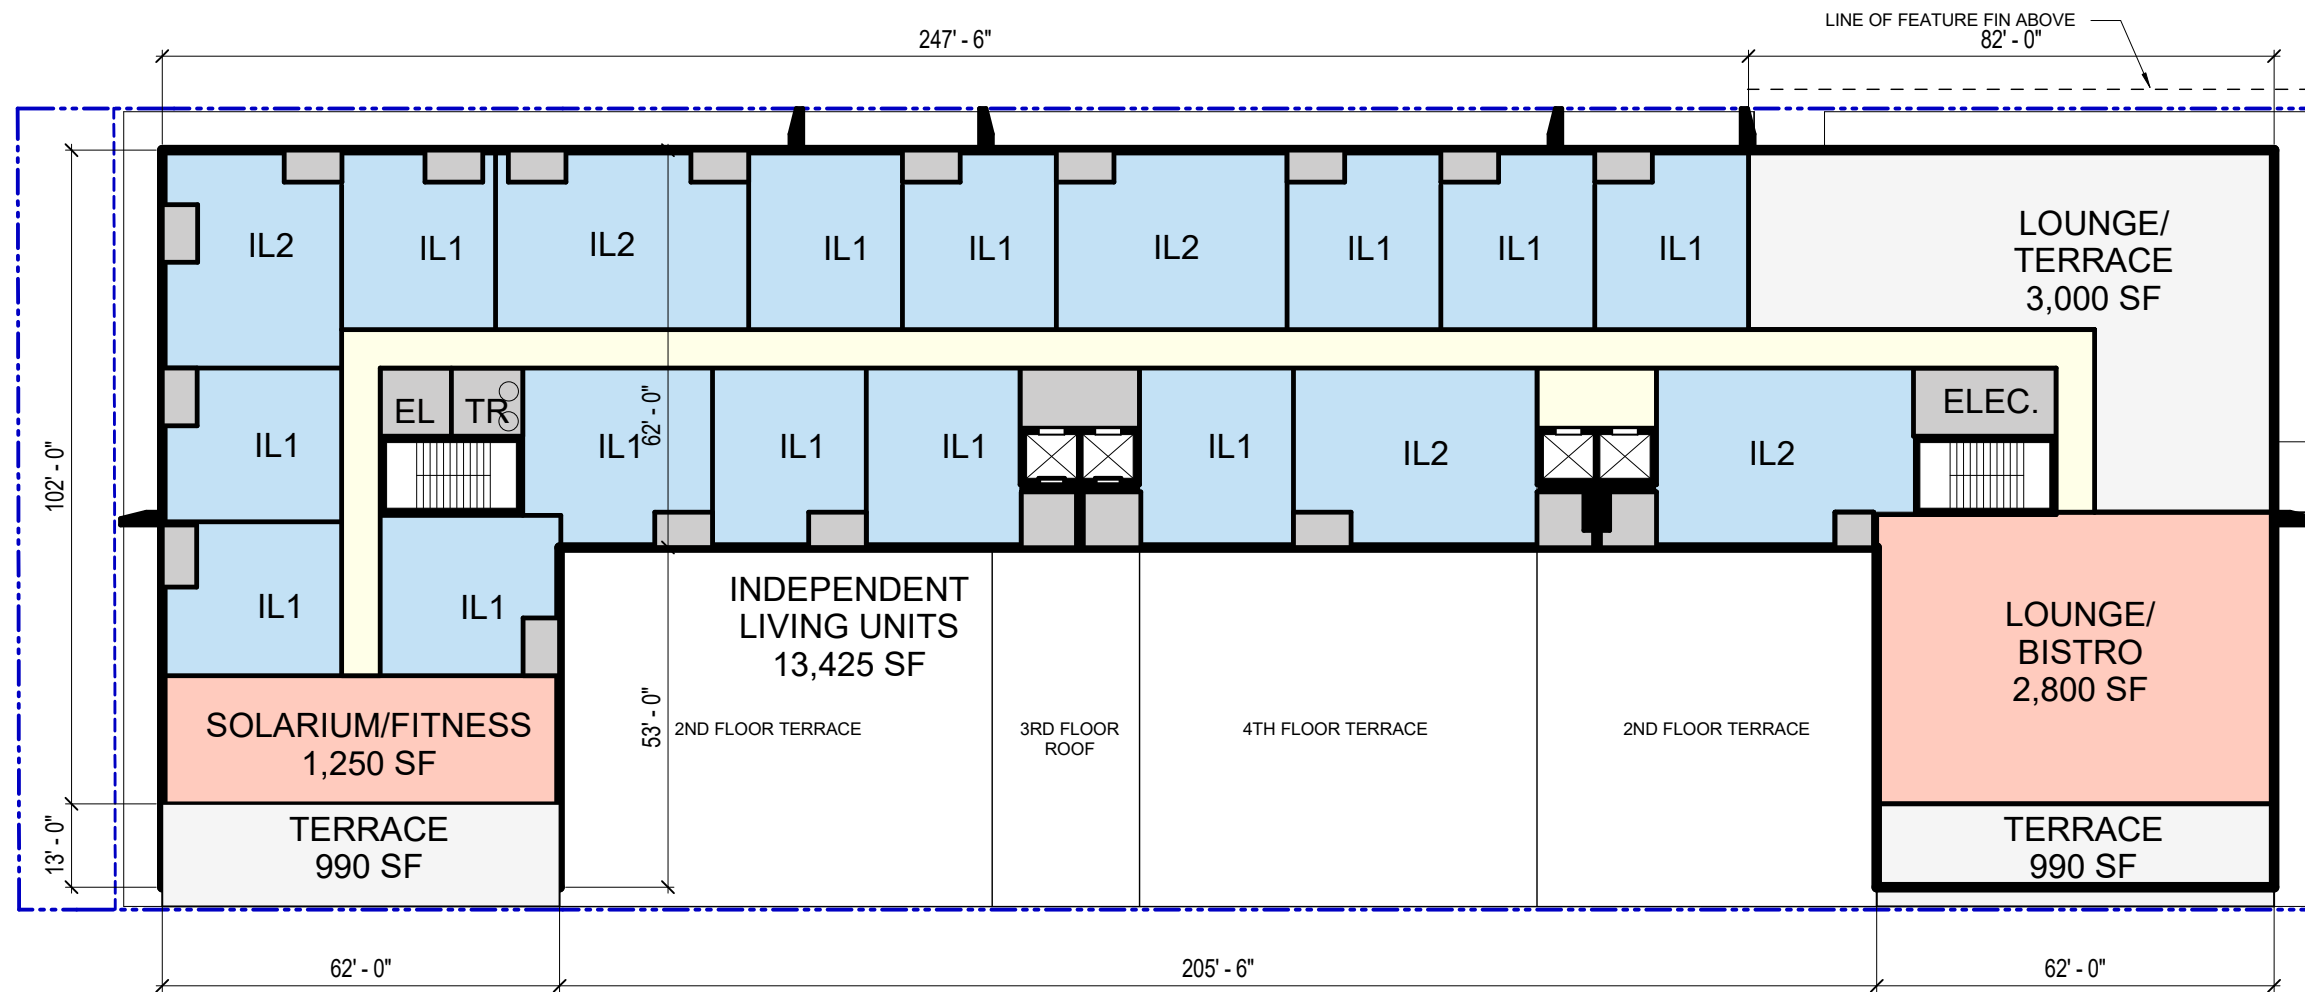 LINE OF FEATURE FIN ABOVE
247' - 6"
82' - 0"
IL2
IL1
IL2
IL1
IL1
IL2
IL1
IL1
IL1
LOUNGE/
TERRACE
3,000 SF
102' - 0"
62' - 0"
EL
TR
ELEC.
IL1
IL1
IL1
IL1
IL1
IL2
IL2
IL1
IL1
INDEPENDENT
LIVING UNITS
13,425 SF
LOUNGE/
BISTRO
2,800 SF
SOLARIUM/FITNESS
1,250 SF
53' - 0"
2ND FLOOR TERRACE
3RD FLOOR
ROOF
4TH FLOOR TERRACE
2ND FLOOR TERRACE
13' - 0"
TERRACE
990 SF
TERRACE
990 SF
62' - 0"
205' - 6"
62' - 0"